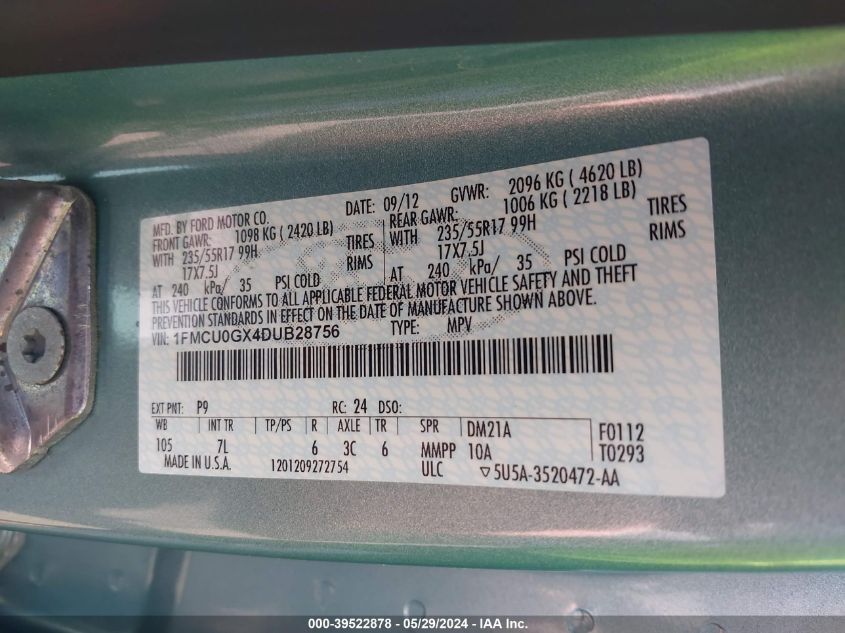 MFD. BY FORD MOTOR CO. DATE: 09/12 GVWR: 2096 KG ( 4620 LB)
FRONT GAWR: 1098 KG ( 2420 LB) REAR GAWR: 1006 KG ( 2218 LB)
WITH 235/55R17 99H TIRES WITH 235/55R17 99H TIRES
17X7.5J RIMS 17X7.5J RIMS
AT 240 kPa/ 35 PSI COLD AT 240 kPa/ 35 PSI COLD
THIS VEHICLE CONFORMS TO ALL APPLICABLE FEDERAL MOTOR VEHICLE SAFETY AND THEFT
PREVENTION STANDARDS IN EFFECT ON THE DATE OF MANUFACTURE SHOWN ABOVE.
VIN: 1FMCU0GX4DUB28756 TYPE: MPV
EXT PNT: P9 RC: 24 DSO:
WB INT TR TP/PS R AXLE TR SPR DM21A F0112
105 7L 6 3C 6 MMPP 10A T0293
MADE IN U.S.A. 1201209272754 ULC ▽5U5A-3520472-AA
000-39522878 - 05/29/2024 - IAA Inc.